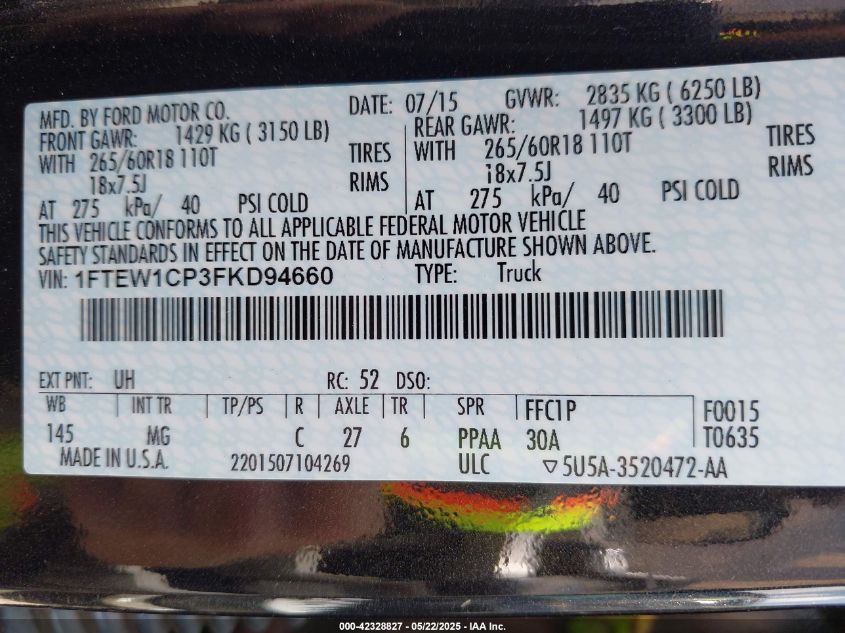 MFD. BY FORD MOTOR CO. DATE: 07/15 GVWR: 2835 KG ( 6250 LB)
FRONT GAWR: 1429 KG ( 3150 LB) REAR GAWR: 1497 KG ( 3300 LB)
WITH 265/60R18 110T TIRES WITH 265/60R18 110T TIRES
18x7.5J RIMS 18x7.5J RIMS
AT 275 kPa/ 40 PSI COLD AT 275 kPa/ 40 PSI COLD
THIS VEHICLE CONFORMS TO ALL APPLICABLE FEDERAL MOTOR VEHICLE
SAFETY STANDARDS IN EFFECT ON THE DATE OF MANUFACTURE SHOWN ABOVE.
VIN: 1FTEW1CP3FKD94660 TYPE: Truck
EXT PNT: UH RC: 52 DSO:
WB INT TR TP/PS R AXLE TR SPR FFC1P F0015
145 MG C 27 6 PPAA 30A T0635
MADE IN U.S.A. 2201507104269 ULC ▽5U5A-3520472-AA
000-42328827 - 05/22/2025 - IAA Inc.